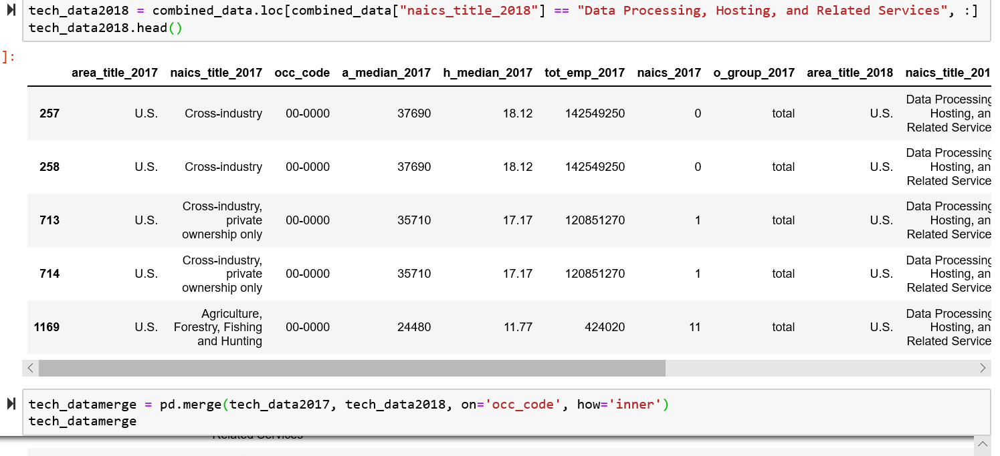 tech_data2018 = combined_data.loc[combined_data["naics_title_2018"] == "Data Processing, Hosting, and Related Services", :]
tech_data2018.head()
]:
area_title_2017 naics_title_2017 occ_code a_median_2017 h_median_2017 tot_emp_2017 naics_2017 o_group_2017 area_title_2018 naics_title_201
Data Processing
257 U.S. Cross-industry 00-0000 37690 18.12 142549250 0 total U.S. Hosting, an
Related Service
Data Processing
258 U.S. Cross-industry 00-0000 37690 18.12 142549250 0 total U.S. Hosting, an
Related Service
Cross-industry, Data Processing
713 U.S. private 00-0000 35710 17.17 120851270 1 total U.S. Hosting, an
ownership only Related Service
Cross-industry, Data Processing
714 U.S. private 00-0000 35710 17.17 120851270 1 total U.S. Hosting, an
ownership only Related Service
Agriculture, Data Processing
1169 U.S. Forestry, Fishing 00-0000 24480 11.77 424020 11 total U.S. Hosting, an
and Hunting Related Service
tech_datamerge = pd.merge(tech_data2017, tech_data2018, on='occ_code', how='inner')
tech_datamerge
Related Services